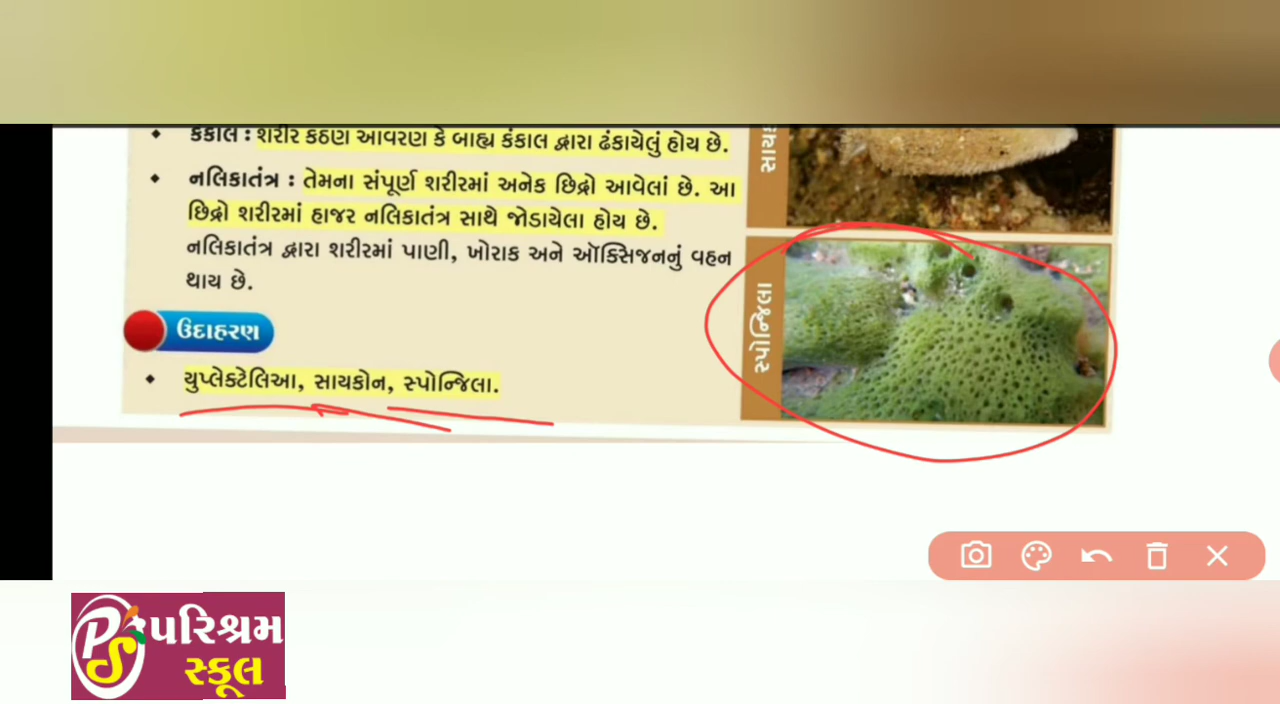 કંકાલ : શરીર કઠણ આવરણ કે બાહ્ય કંકાલ દ્વારા ઢંકાયેલું હોય છે.
નલિકાતંત્ર : તેમના સંપૂર્ણ શરીરમાં અનેક છિદ્રો આવેલાં છે. આ
છિદ્રો શરીરમાં હાજર નલિકાતંત્ર સાથે જોડાયેલા હોય છે.
નલિકાતંત્ર દ્વારા શરીરમાં પાણી, ખોરાક અને ઑક્સિજનનું વહન
થાય છે.
ઉદાહરણ
યુપ્લેક્ટેલિઆ, સાયકોન, સ્પોન્જિલા.
સ્પોન્જિલા
PS પરિશ્રમ
સ્કૂલ